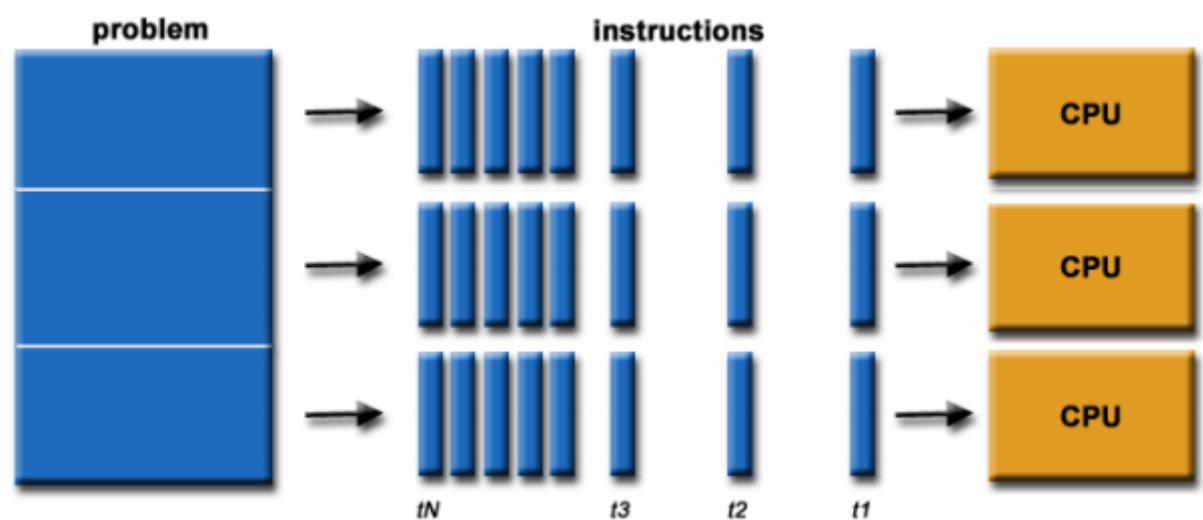 problem
instructions
CPU
CPU
CPU
tN t3 t2 t1